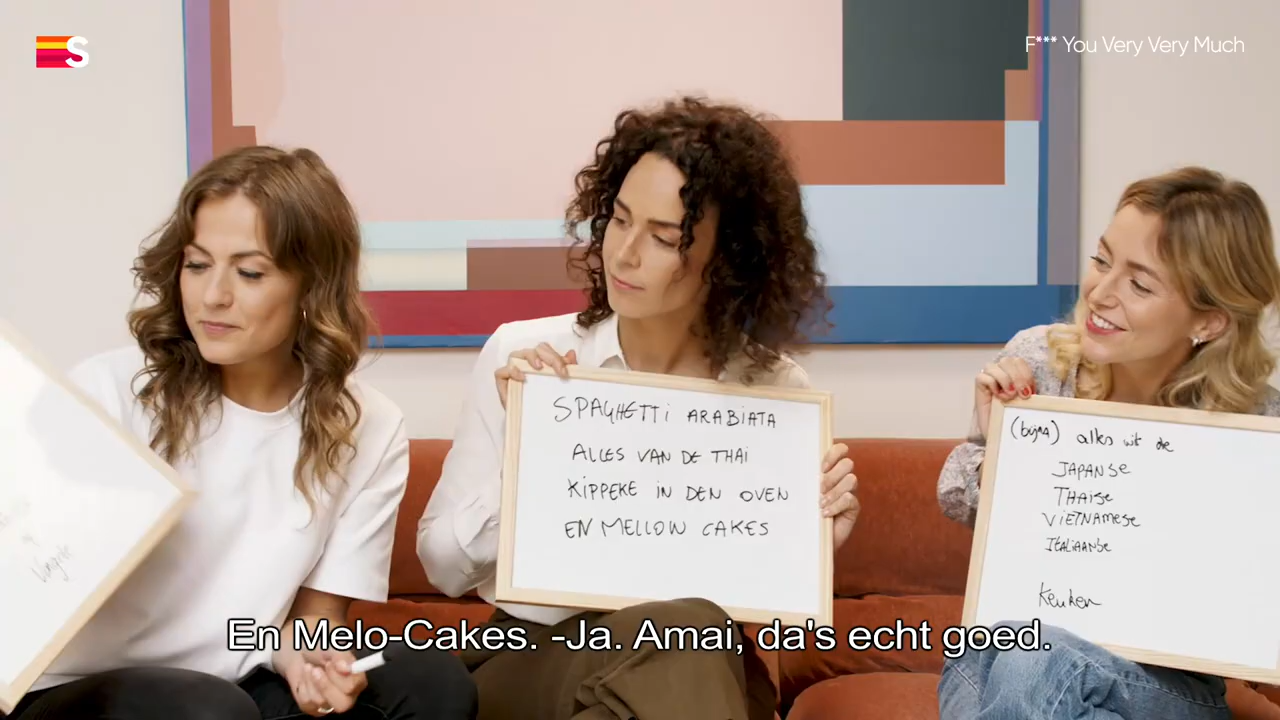 S
F*** You Very Very Much
SPAGHETTI ARABIATA
ALLES VAN DE THAI
KIPPEKE IN DEN OVEN
EN MELLOW CAKES
(bijna) alles uit de
JAPANSE
THAISE
VIETNAMESE
ITALIAANSE
Keuken
En Melo-Cakes. -Ja. Amai, da's echt goed.